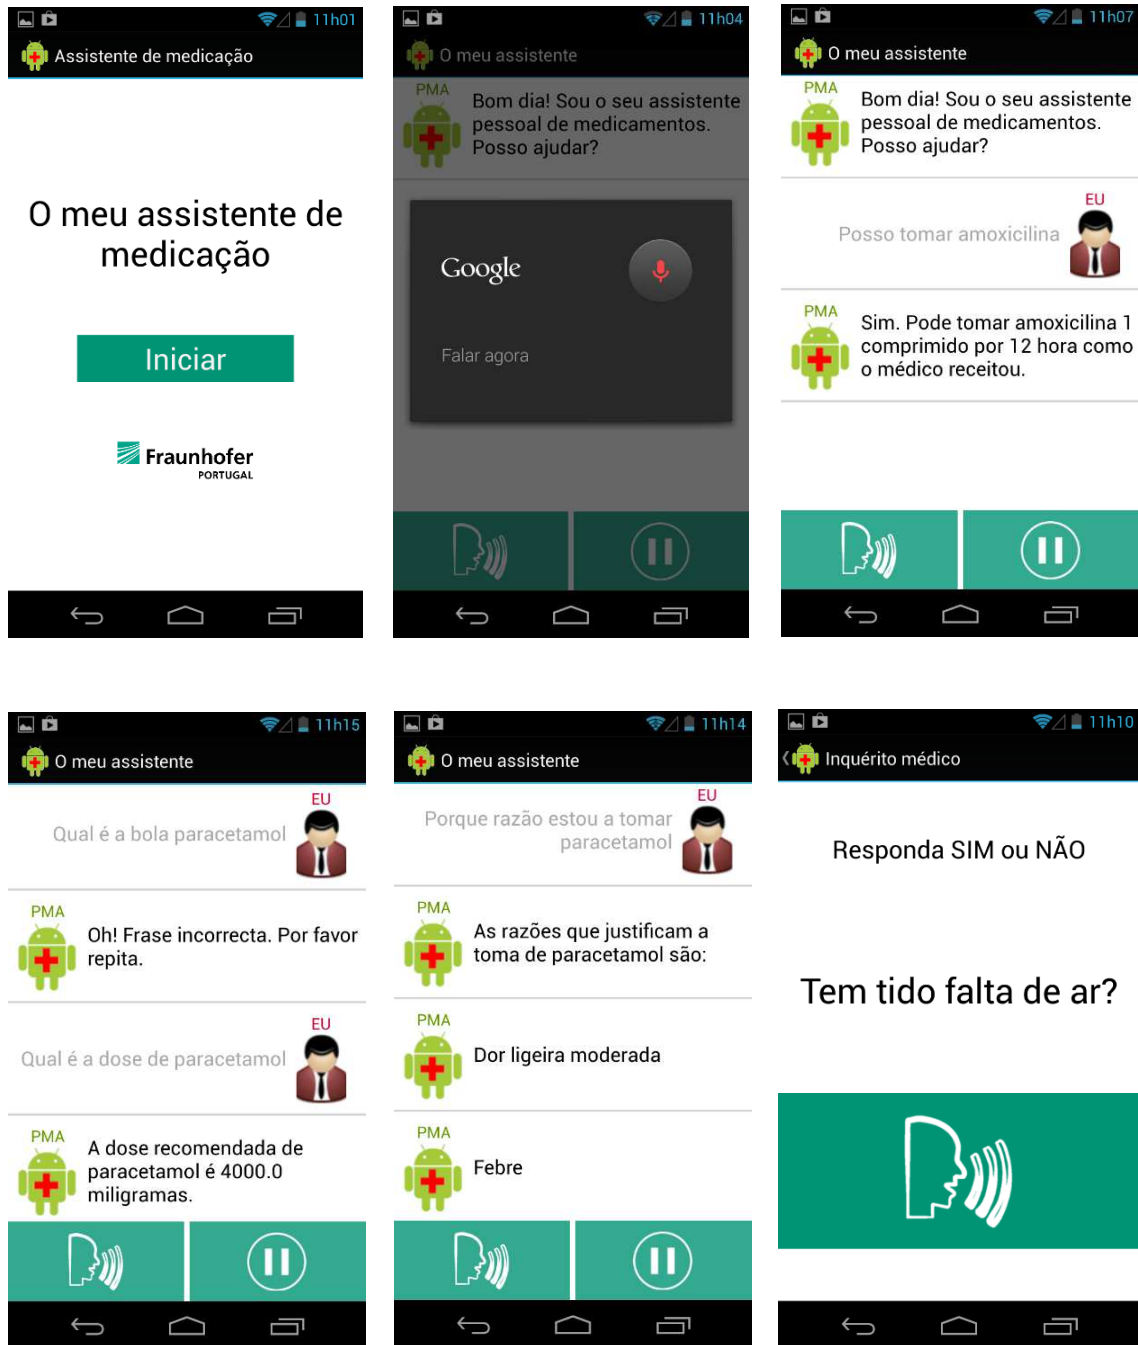 11h01
Assistente de medicação
O meu assistente de
medicação
Iniciar
Fraunhofer
PORTUGAL
11h04
O meu assistente
PMA
Bom dia! Sou o seu assistente
pessoal de medicamentos.
Posso ajudar?
Google
Falar agora
11h07
O meu assistente
PMA
Bom dia! Sou o seu assistente
pessoal de medicamentos.
Posso ajudar?
EU
Posso tomar amoxicilina
PMA
Sim. Pode tomar amoxicilina 1
comprimido por 12 hora como
o médico receitou.
11h15
O meu assistente
EU
Qual é a bola paracetamol
PMA
Oh! Frase incorrecta. Por favor
repita.
EU
Qual é a dose de paracetamol
PMA
A dose recomendada de
paracetamol é 4000.0
miligramas.
11h14
O meu assistente
EU
Porque razão estou a tomar
paracetamol
PMA
As razões que justificam a
toma de paracetamol são:
PMA
Dor ligeira moderada
PMA
Febre
11h10
Inquérito médico
Responda SIM ou NÃO
Tem tido falta de ar?